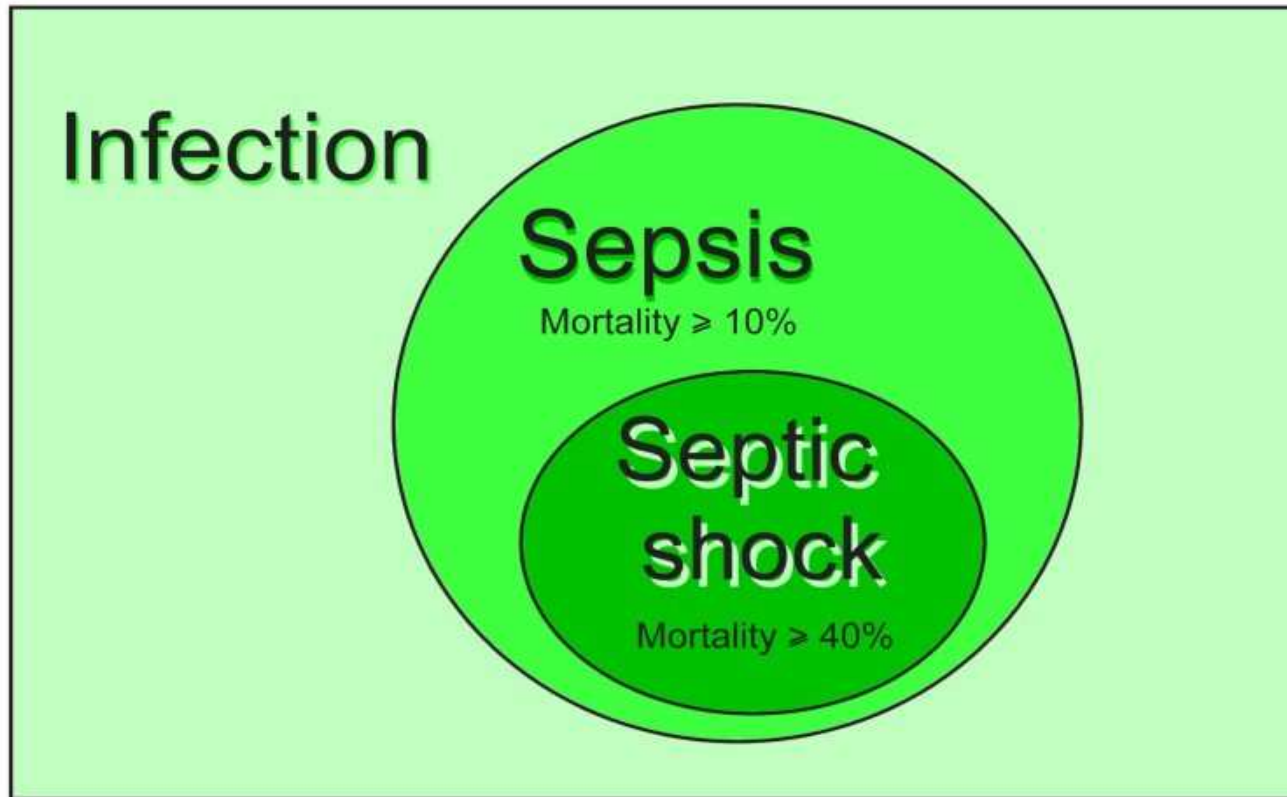 Infection
Sepsis
Mortality ⩾ 10%
Septic
shock
Mortality ⩾ 40%